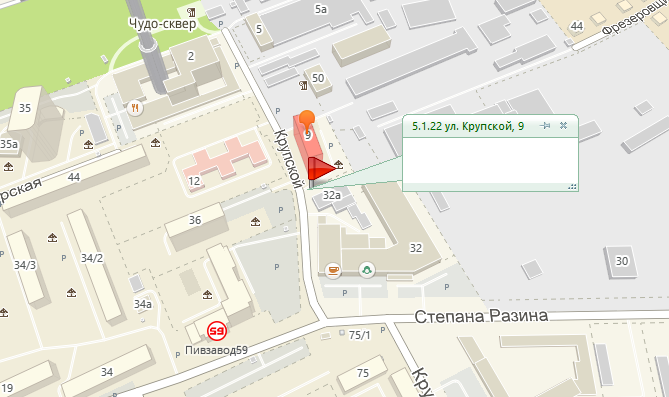 5а
Чудо-сквер
5
44
Фрезеровщи
2
50
35
9
5.1.22 ул. Крупской, 9
Крупской
35а
12
44
рская
32а
36
34/3
34/2
32
30
34а
59
Степана Разина
Пивзавод59
75/1
Кру
19
34
75
P
P
P
P
P
P
P
P
P
P